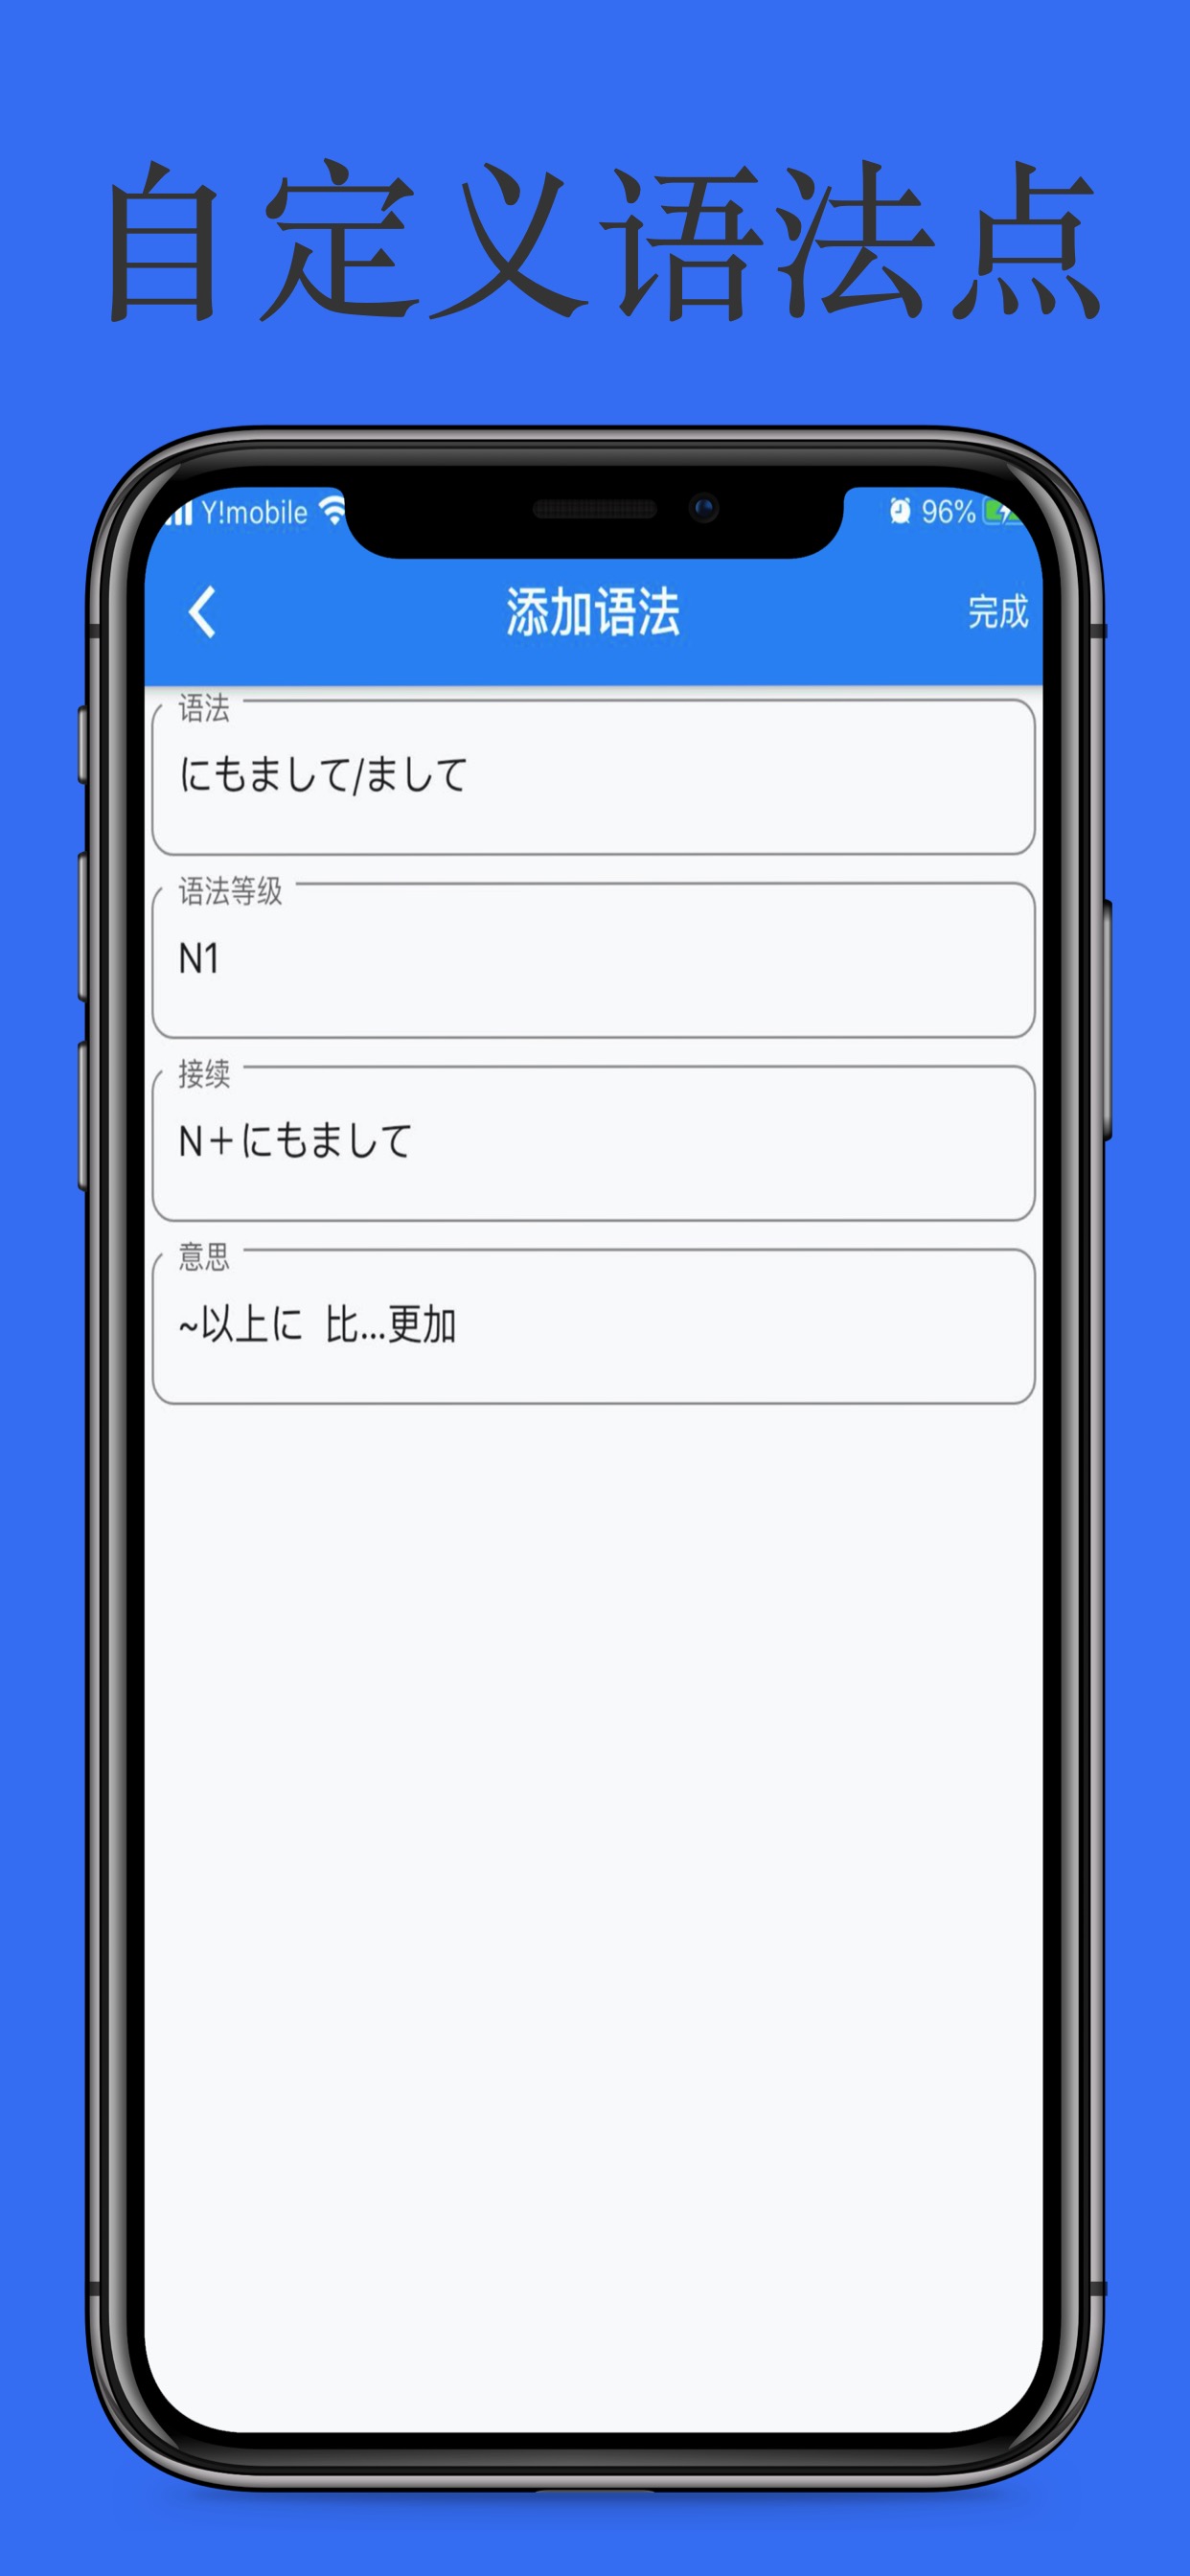 自定义语法点
Y!mobile 96%
添加语法 完成
语法
にもまして/まして
语法等级
N1
接续
N+にもまして
意思
~以上に 比...更加